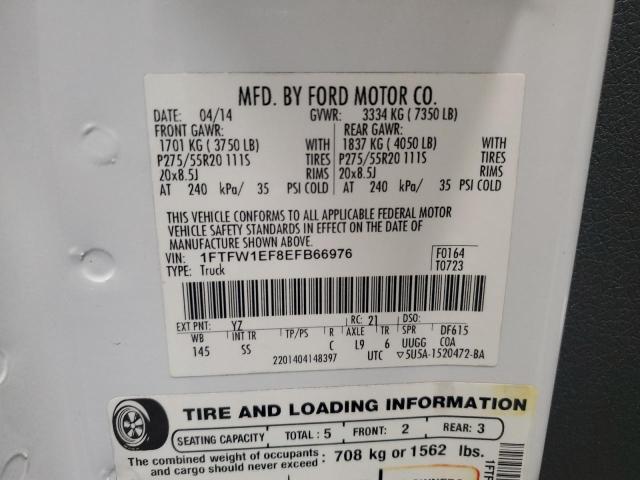 MFD. BY FORD MOTOR CO.
DATE: 04/14 GVWR: 3334 KG ( 7350 LB)
FRONT GAWR: REAR GAWR:
1701 KG ( 3750 LB) WITH 1837 KG ( 4050 LB) WITH
P275/55R20 111S TIRES P275/55R20 111S TIRES
20x8.5J RIMS 20x8.5J RIMS
AT 240 kPa/ 35 PSI COLD AT 240 kPa/ 35 PSI COLD
THIS VEHICLE CONFORMS TO ALL APPLICABLE FEDERAL MOTOR
VEHICLE SAFETY STANDARDS IN EFFECT ON THE DATE OF
MANUFACTURE SHOWN ABOVE.
VIN: 1FTFW1EF8EFB66976 F0164
TYPE: Truck T0723
EXT PNT: YZ RC: 21 DSO:
WB INT TR TP/PS R AXLE TR SPR DF615
145 SS C L9 6 UUGG COA
2201404148397 UTC ▽5U5A-1520472-BA
TIRE AND LOADING INFORMATION
SEATING CAPACITY TOTAL : 5 FRONT: 2 REAR: 3
The combined weight of occupants and cargo should never exceed : 708 kg or 1562 lbs.
1FTF